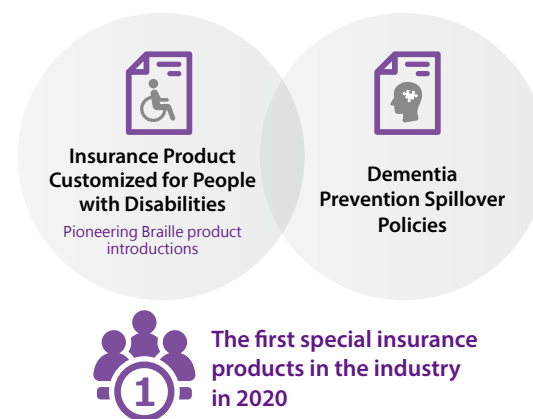 Insurance Product
Customized for People
with Disabilities
Pioneering Braille product
introductions
Dementia
Prevention Spillover
Policies
1
The first special insurance
products in the industry
in 2020